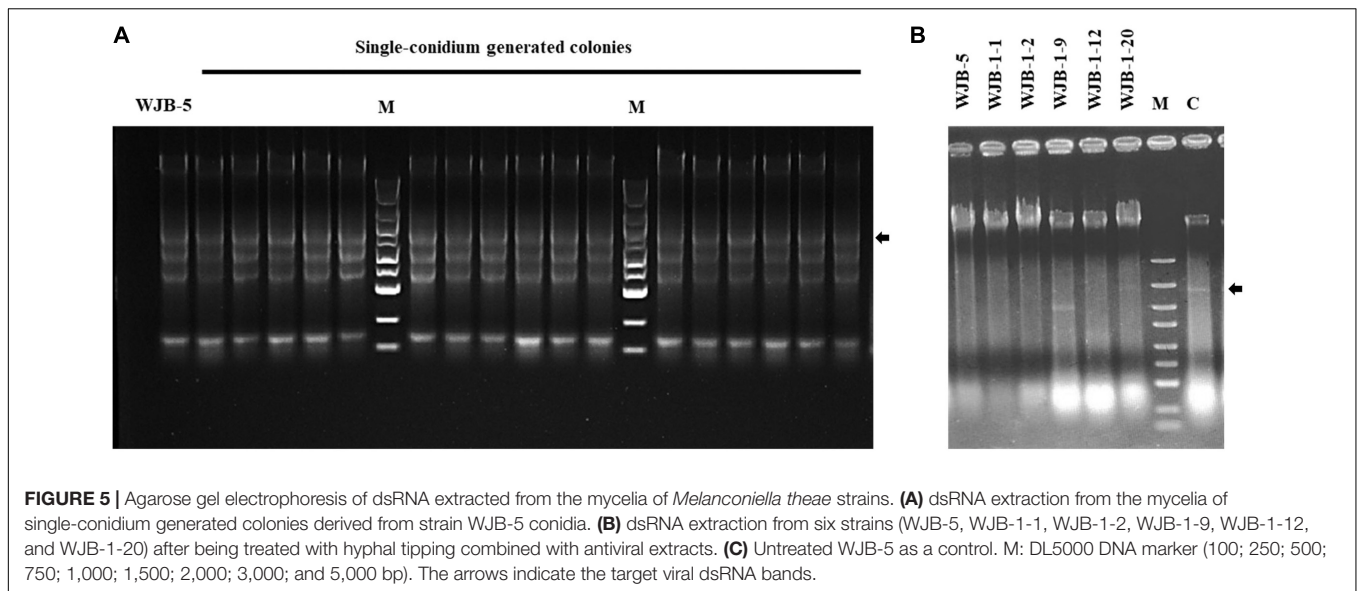 A
Single-conidium generated colonies
WJB-5
M
M
B
WJB-5
WJB-1-1
WJB-1-2
WJB-1-9
WJB-1-12
WJB-1-20
M
C
FIGURE 5 | Agarose gel electrophoresis of dsRNA extracted from the mycelia of Melanconiella theae strains. (A) dsRNA extraction from the mycelia of
single-conidium generated colonies derived from strain WJB-5 conidia. (B) dsRNA extraction from six strains (WJB-5, WJB-1-1, WJB-1-2, WJB-1-9, WJB-1-12,
and WJB-1-20) after being treated with hyphal tipping combined with antiviral extracts. (C) Untreated WJB-5 as a control. M: DL5000 DNA marker (100; 250; 500;
750; 1,000; 1,500; 2,000; 3,000; and 5,000 bp). The arrows indicate the target viral dsRNA bands.